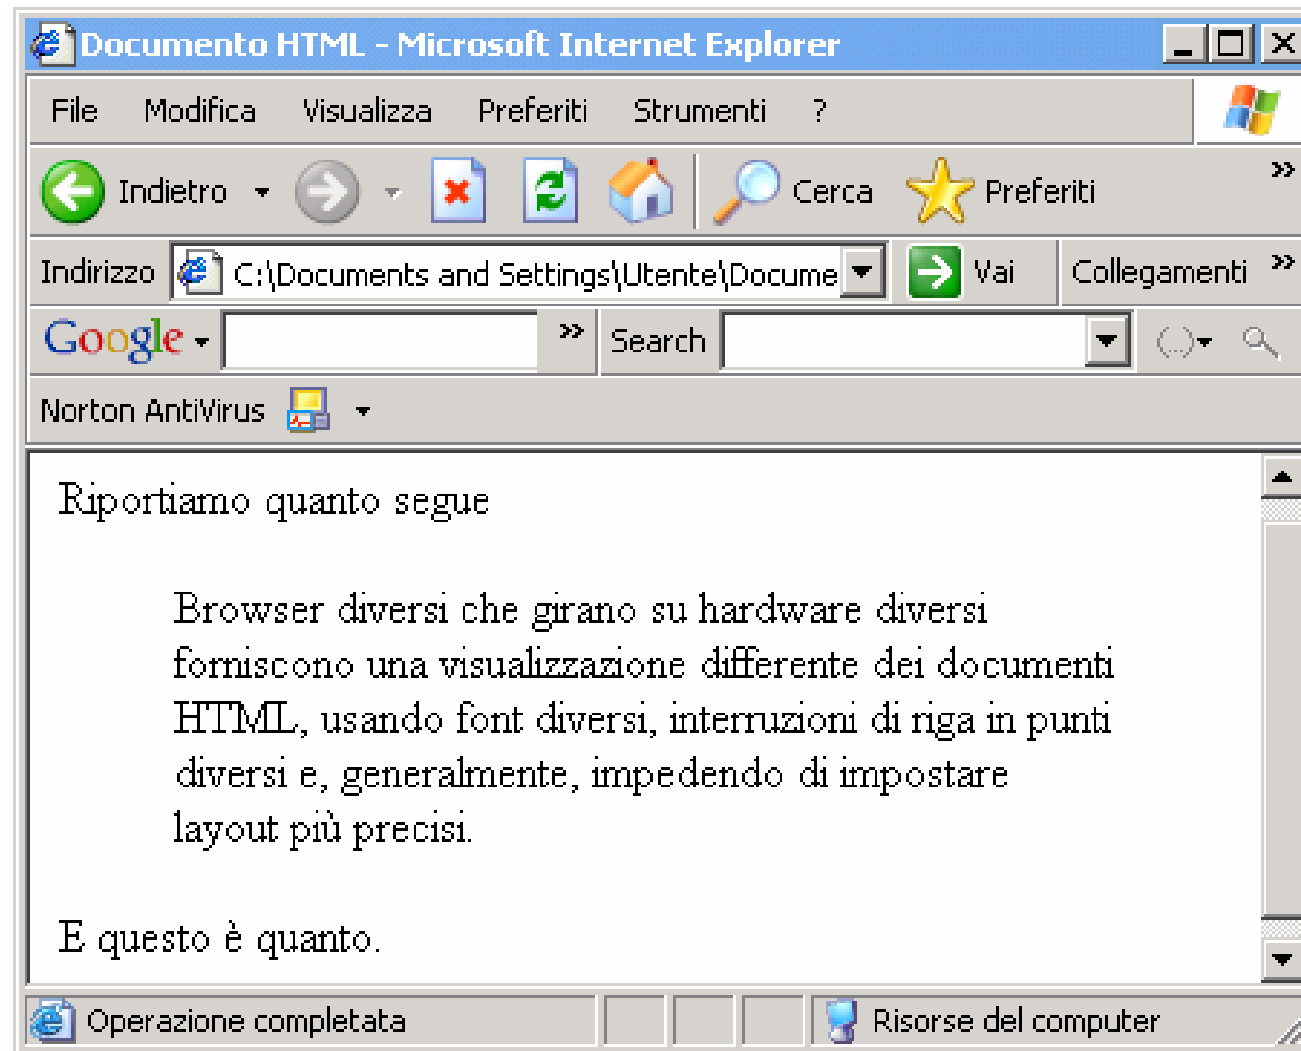 Documento HTML - Microsoft Internet Explorer
File Modifica Visualizza Preferiti Strumenti ?
Indietro Cerca Preferiti »
Indirizzo C:\Documents and Settings\Utente\Docume Vai Collegamenti »
Google » Search
Norton AntiVirus
Riportiamo quanto segue
Browser diversi che girano su hardware diversi
forniscono una visualizzazione differente dei documenti
HTML, usando font diversi, interruzioni di riga in punti
diversi e, generalmente, impedendo di impostare
layout più precisi.
E questo è quanto.
Operazione completata Risorse del computer